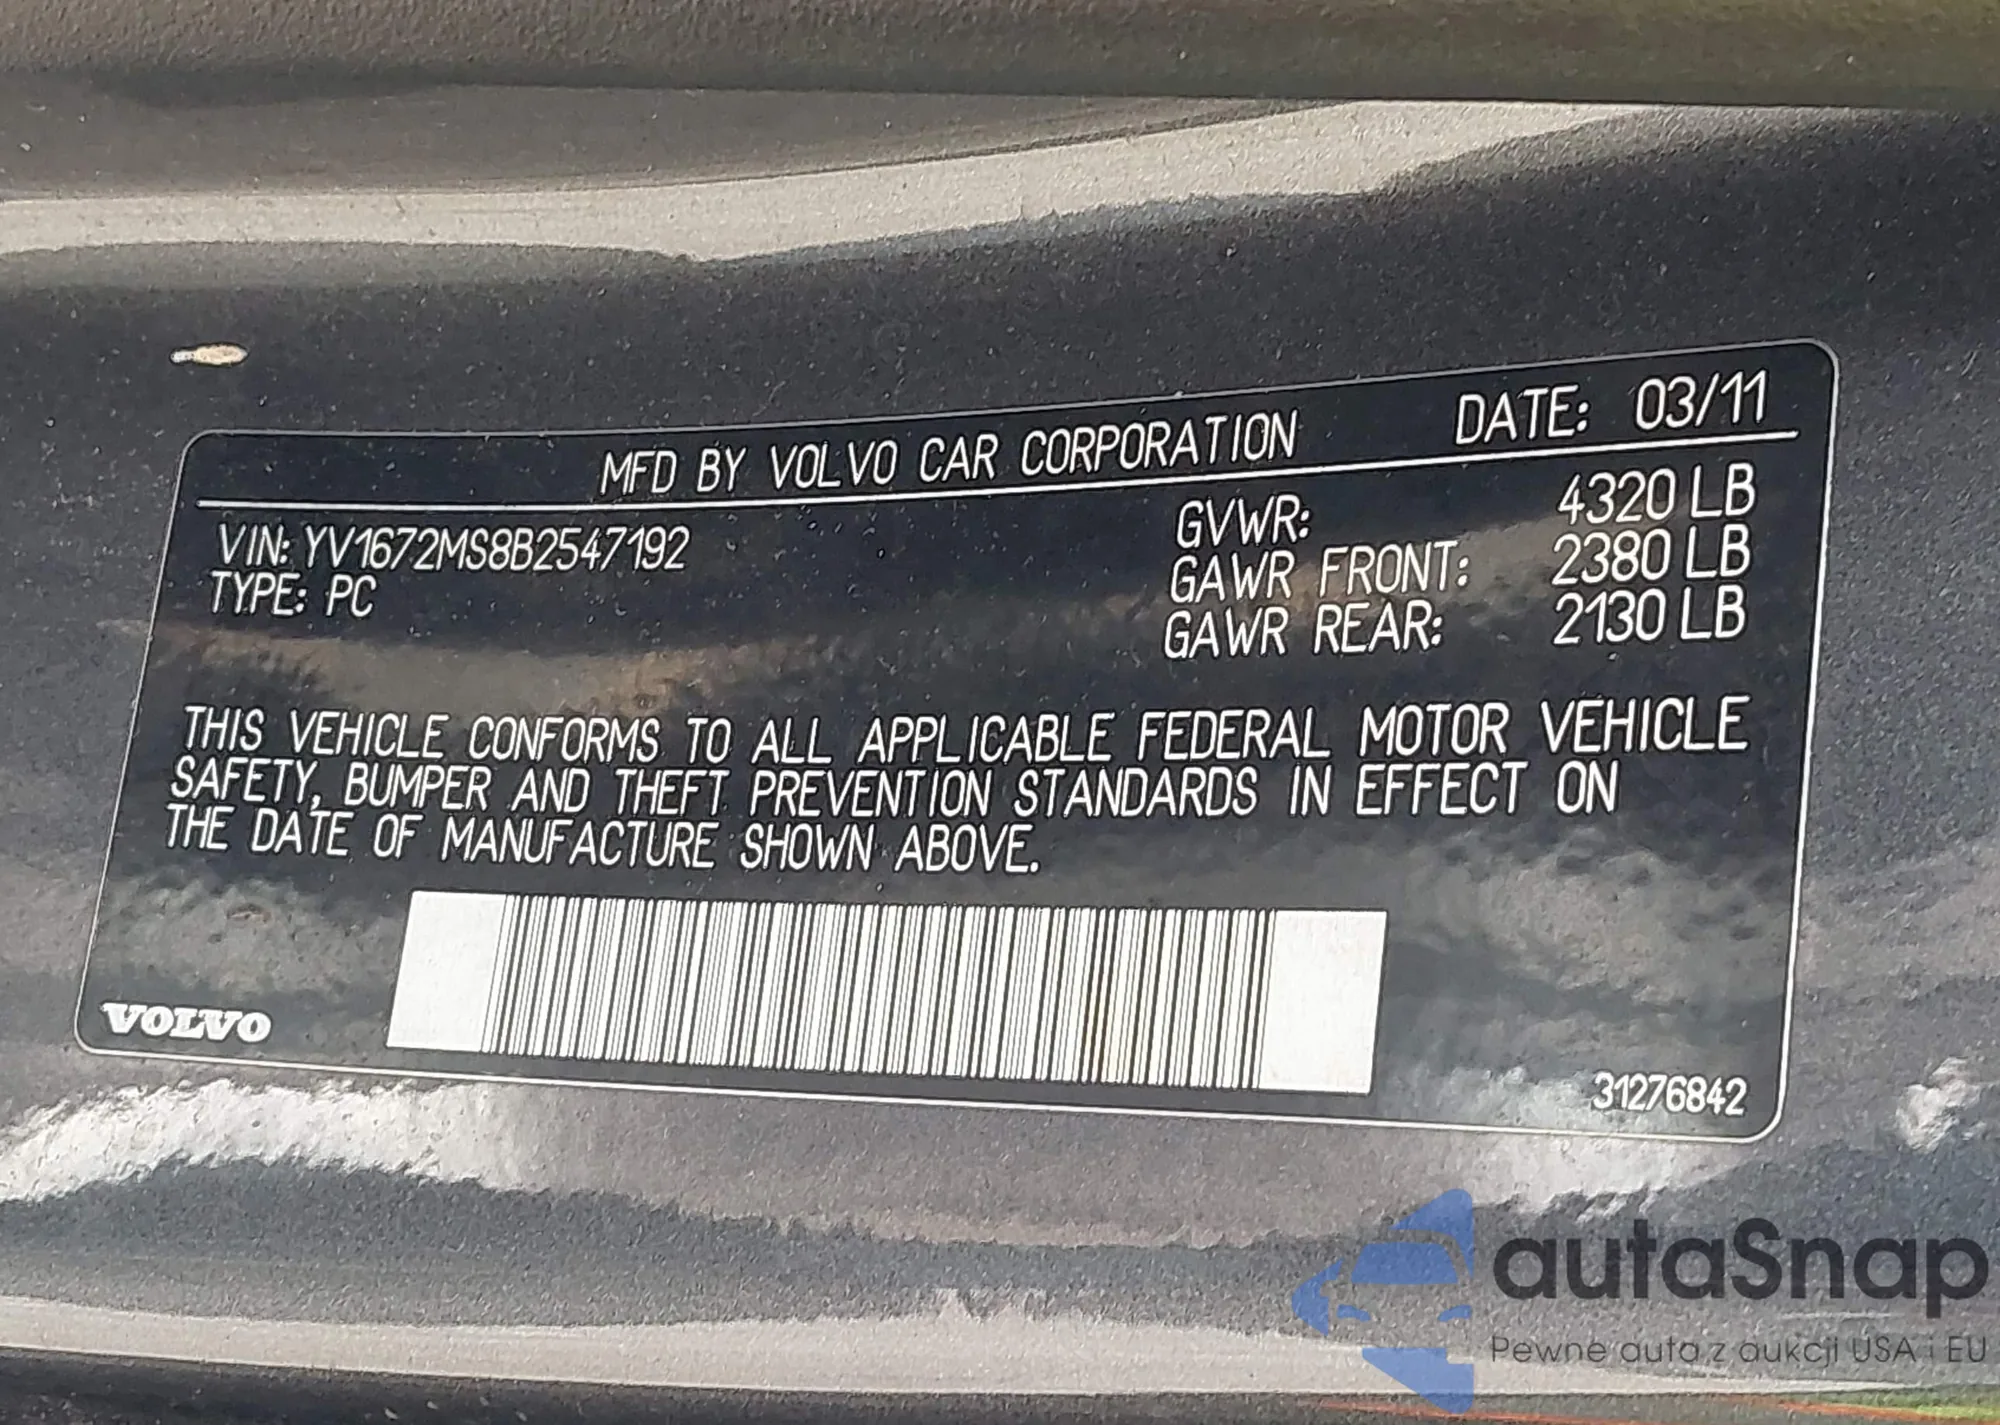 MFD BY VOLVO CAR CORPORATION DATE: 03/11
VIN: YV1672MS8B2547192 GVWR: 4320 LB
TYPE: PC GAWR FRONT: 2380 LB
GAWR REAR: 2130 LB
THIS VEHICLE CONFORMS TO ALL APPLICABLE FEDERAL MOTOR VEHICLE
SAFETY, BUMPER AND THEFT PREVENTION STANDARDS IN EFFECT ON
THE DATE OF MANUFACTURE SHOWN ABOVE.
VOLVO
31276842
autaSnap
Pewne auta z aukcji USA i EU